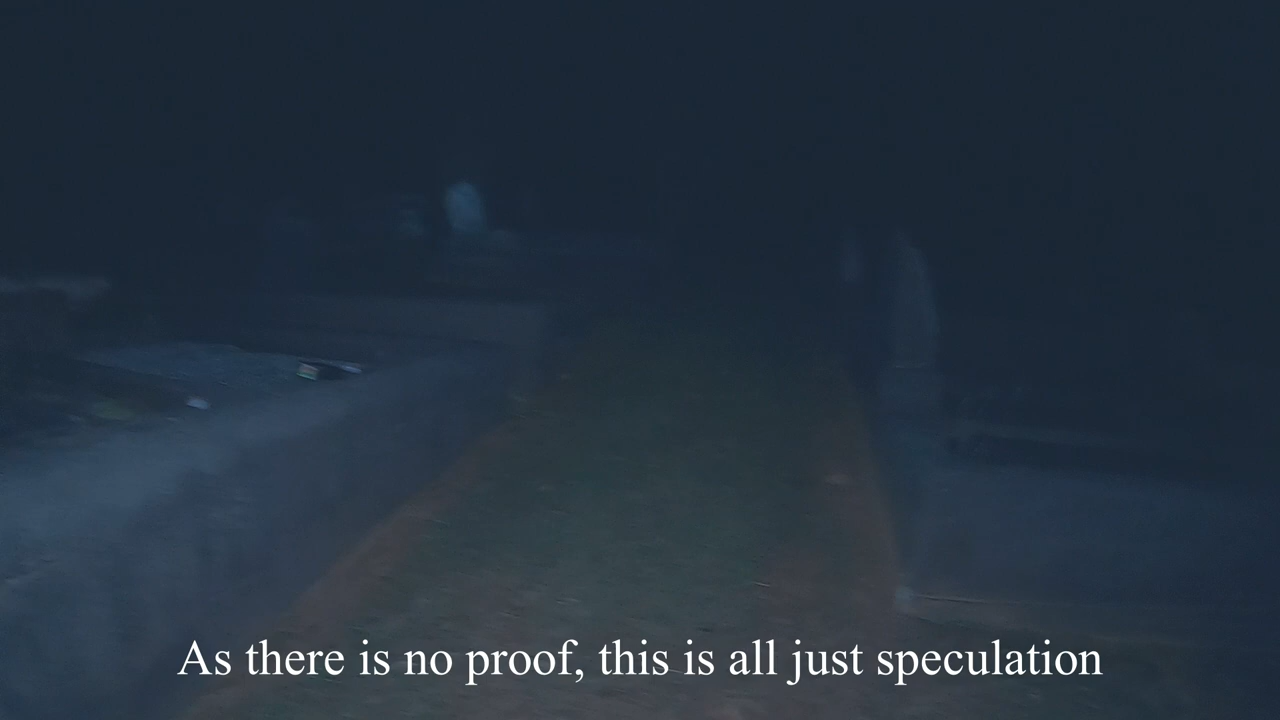 As there is no proof, this is all just speculation